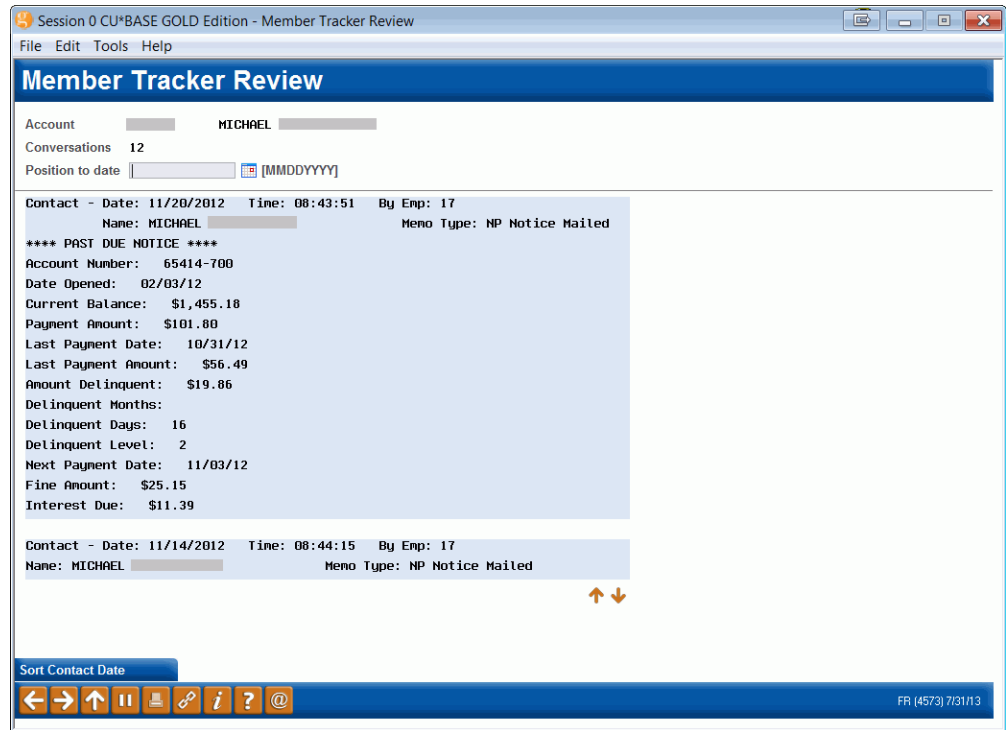 Session 0 CU*BASE GOLD Edition - Member Tracker Review
File Edit Tools Help
Member Tracker Review
Account MICHAEL
Conversations 12
Position to date [MMDDYYYY]
Contact - Date: 11/20/2012 Time: 08:43:51 By Emp: 17
Name: MICHAEL Memo Type: NP Notice Mailed
**** PAST DUE NOTICE ****
Account Number: 65414-700
Date Opened: 02/03/12
Current Balance: $1,455.18
Payment Amount: $101.80
Last Payment Date: 10/31/12
Last Payment Amount: $56.49
Amount Delinquent: $19.86
Delinquent Months:
Delinquent Days: 16
Delinquent Level: 2
Next Payment Date: 11/03/12
Fine Amount: $25.15
Interest Due: $11.39
Contact - Date: 11/14/2012 Time: 08:44:15 By Emp: 17
Name: MICHAEL Memo Type: NP Notice Mailed
Sort Contact Date
FR (4573) 7/31/13